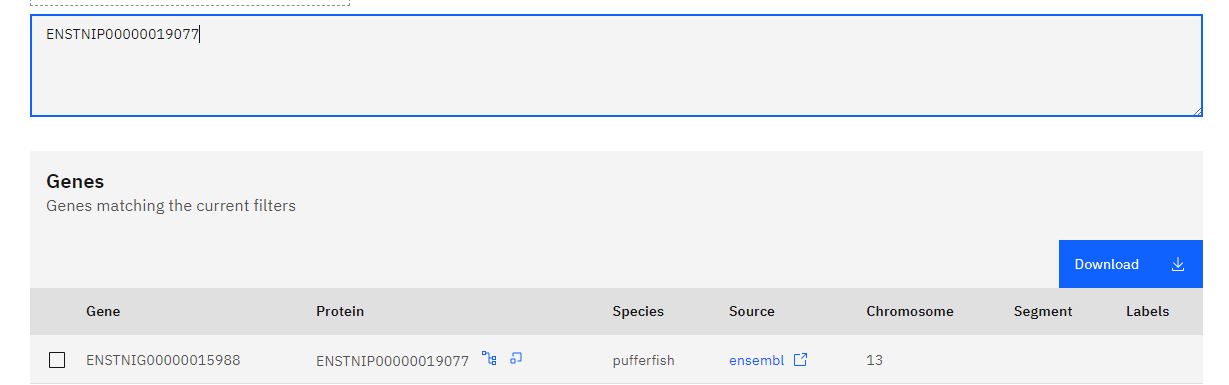 ENSTNIP00000019077
Genes
Genes matching the current filters
Download
Gene Protein Species Source Chromosome Segment Labels
ENSTNIG00000015988 ENSTNIP00000019077 pufferfish ensembl 13